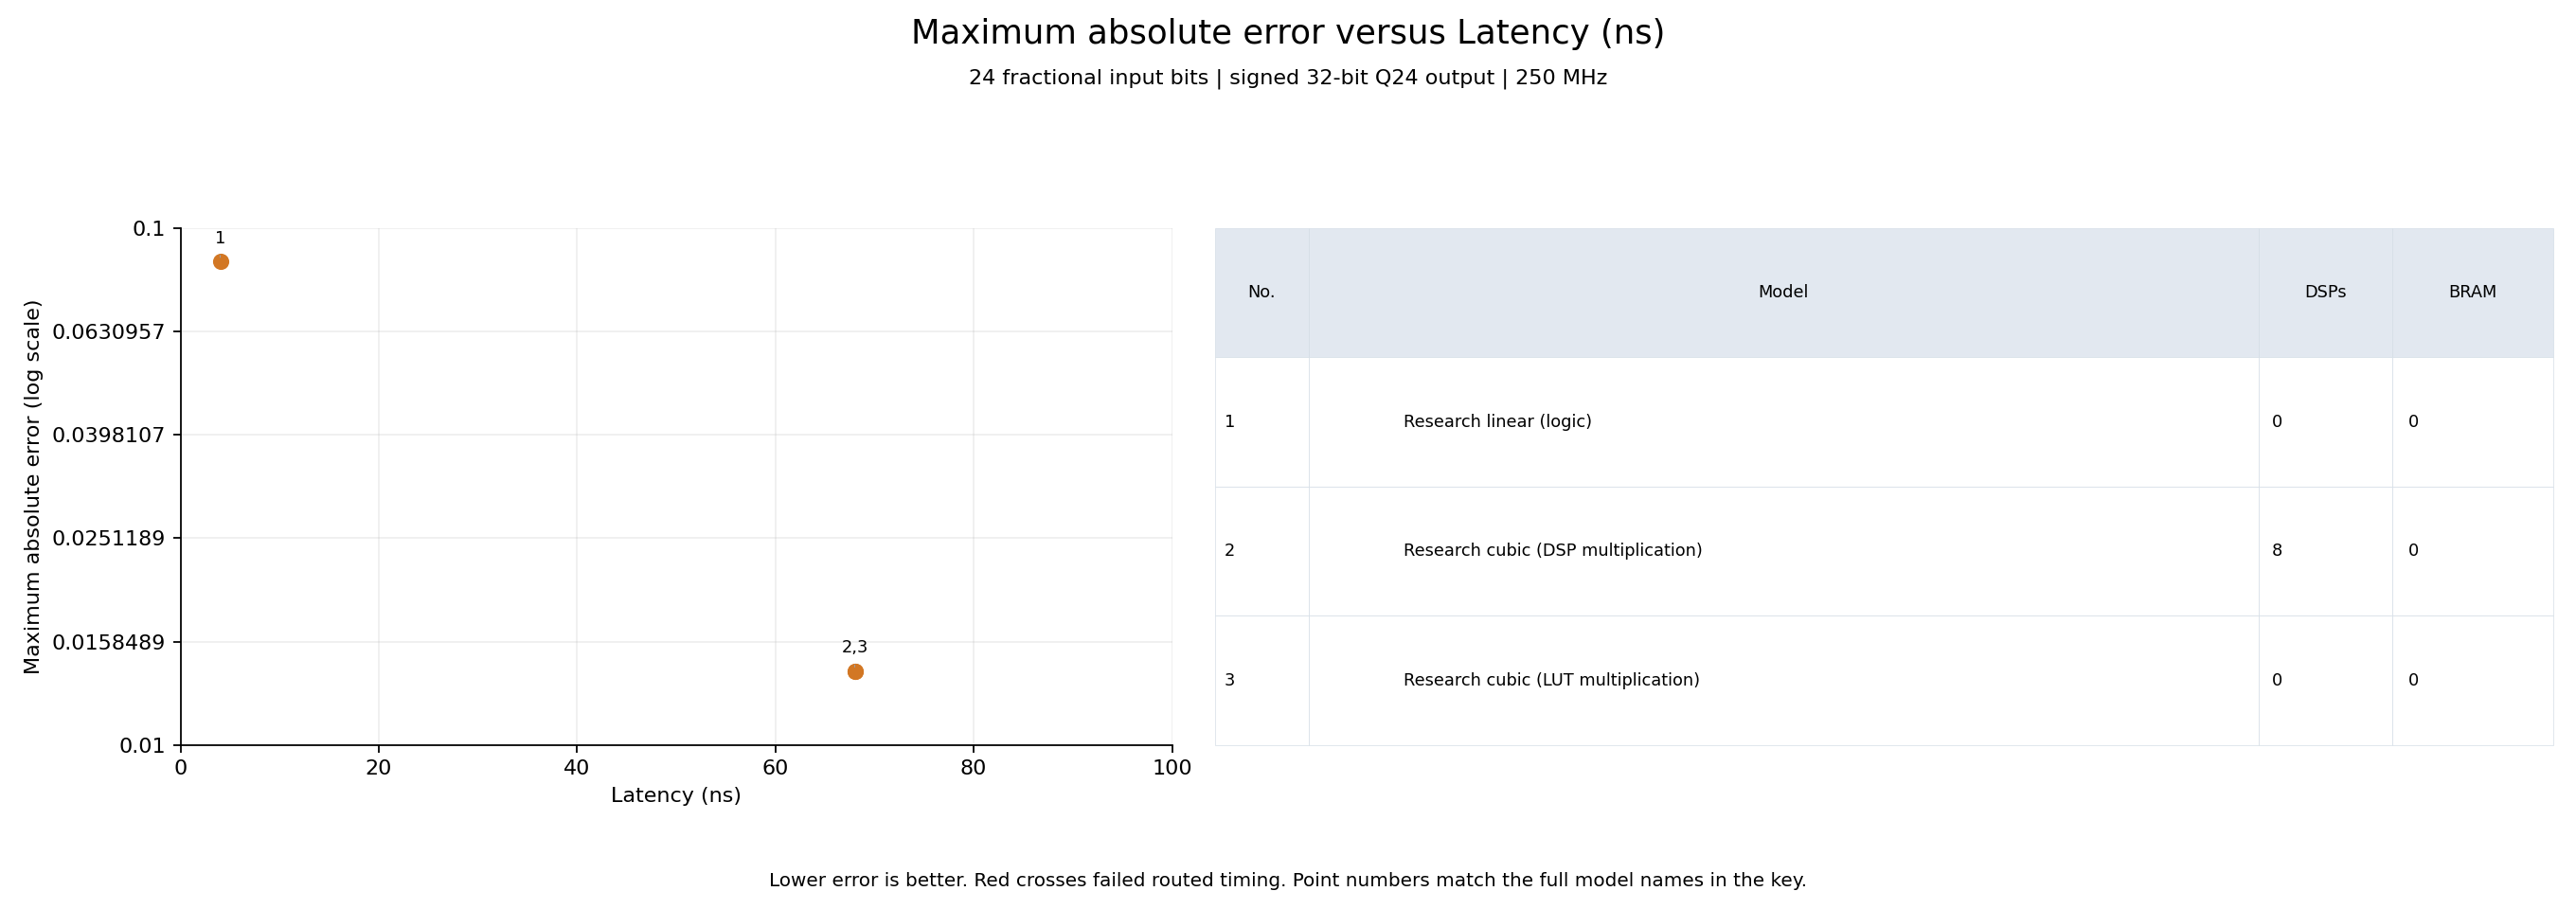 Maximum absolute error versus Latency (ns)
24 fractional input bits | signed 32-bit Q24 output | 250 MHz
Maximum absolute error (log scale)
0.1
0.0630957
0.0398107
0.0251189
0.0158489
0.01
1
2,3
0 20 40 60 80 100
Latency (ns)
No. Model DSPs BRAM
1 Research linear (logic) 0 0
2 Research cubic (DSP multiplication) 8 0
3 Research cubic (LUT multiplication) 0 0
Lower error is better. Red crosses failed routed timing. Point numbers match the full model names in the key.